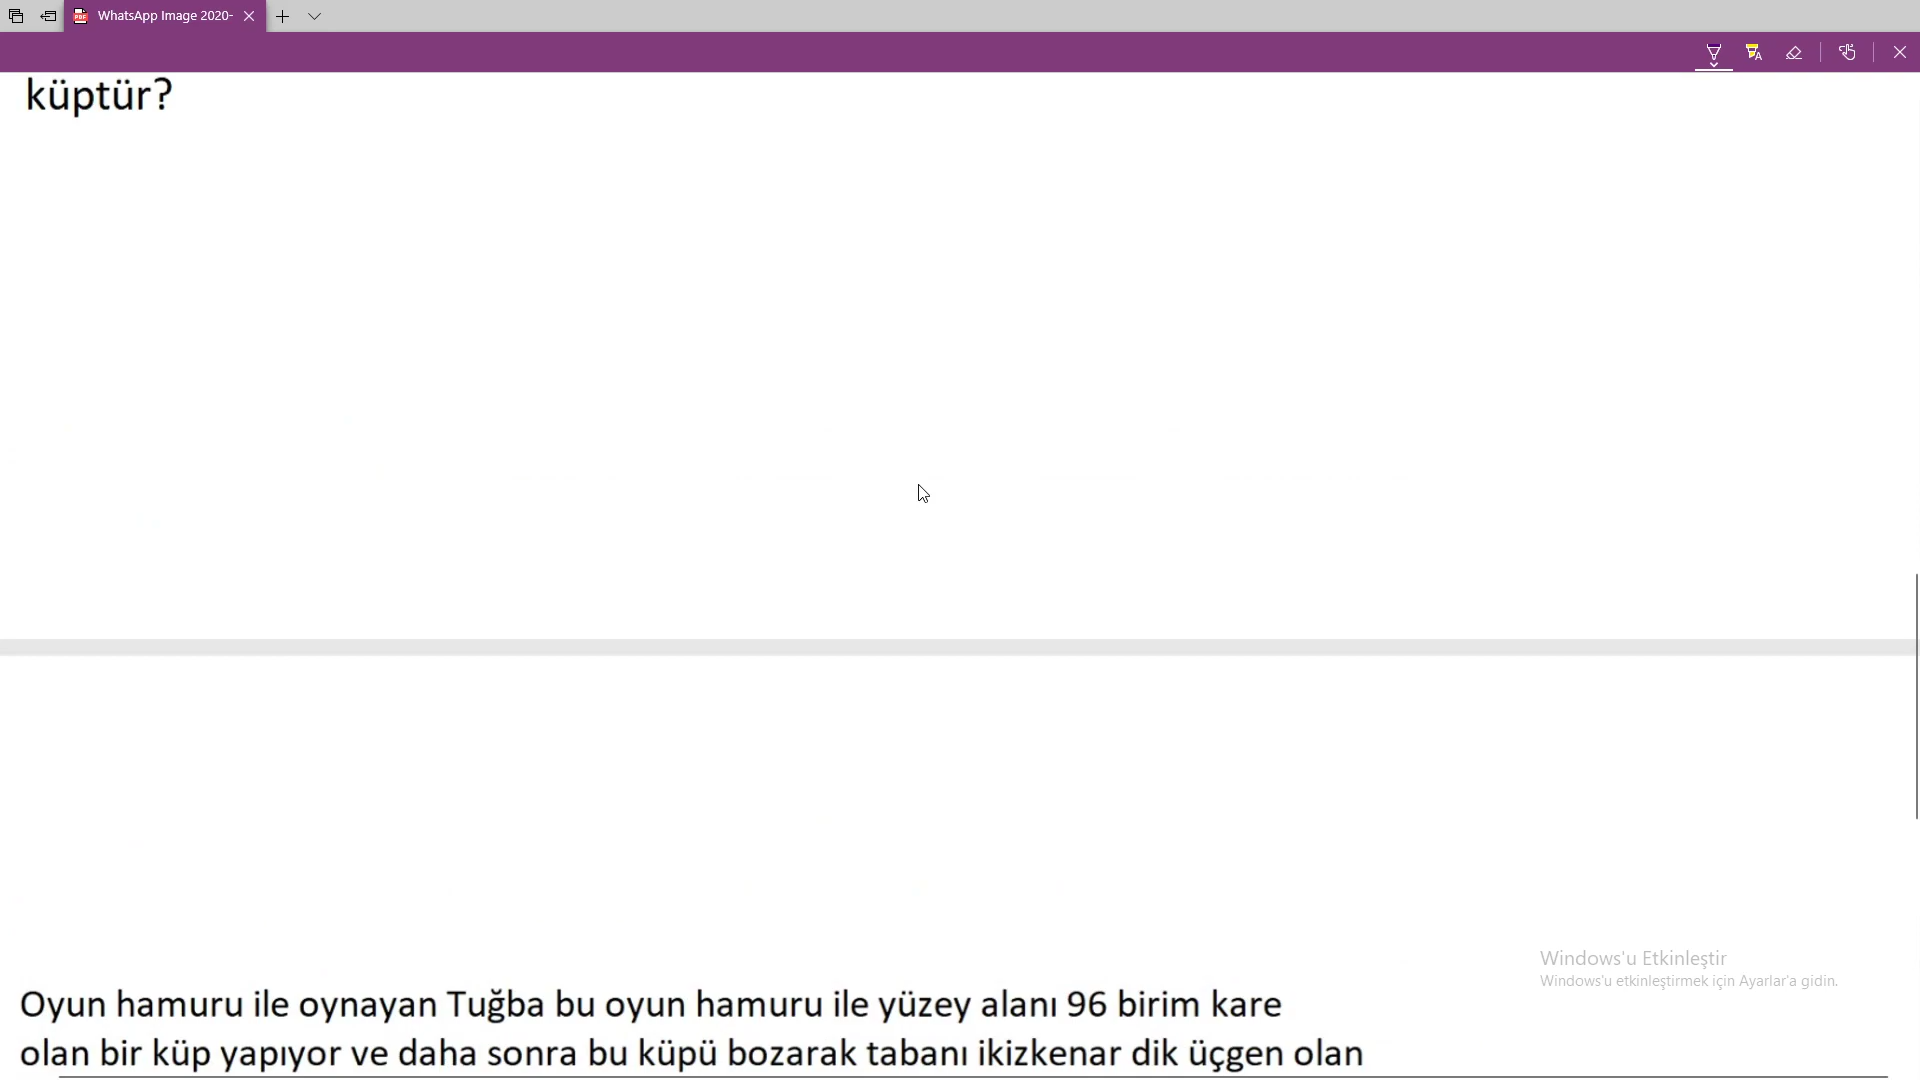 WhatsApp Image 2020-
küptür?
Windows'u Etkinleştir
Windows'u etkinleştirmek için Ayarlar'a gidin.
Oyun hamuru ile oynayan Tuğba bu oyun hamuru ile yüzey alanı 96 birim kare
olan bir küp yapıyor ve daha sonra bu küpü bozarak tabanı ikizkenar dik üçgen olan